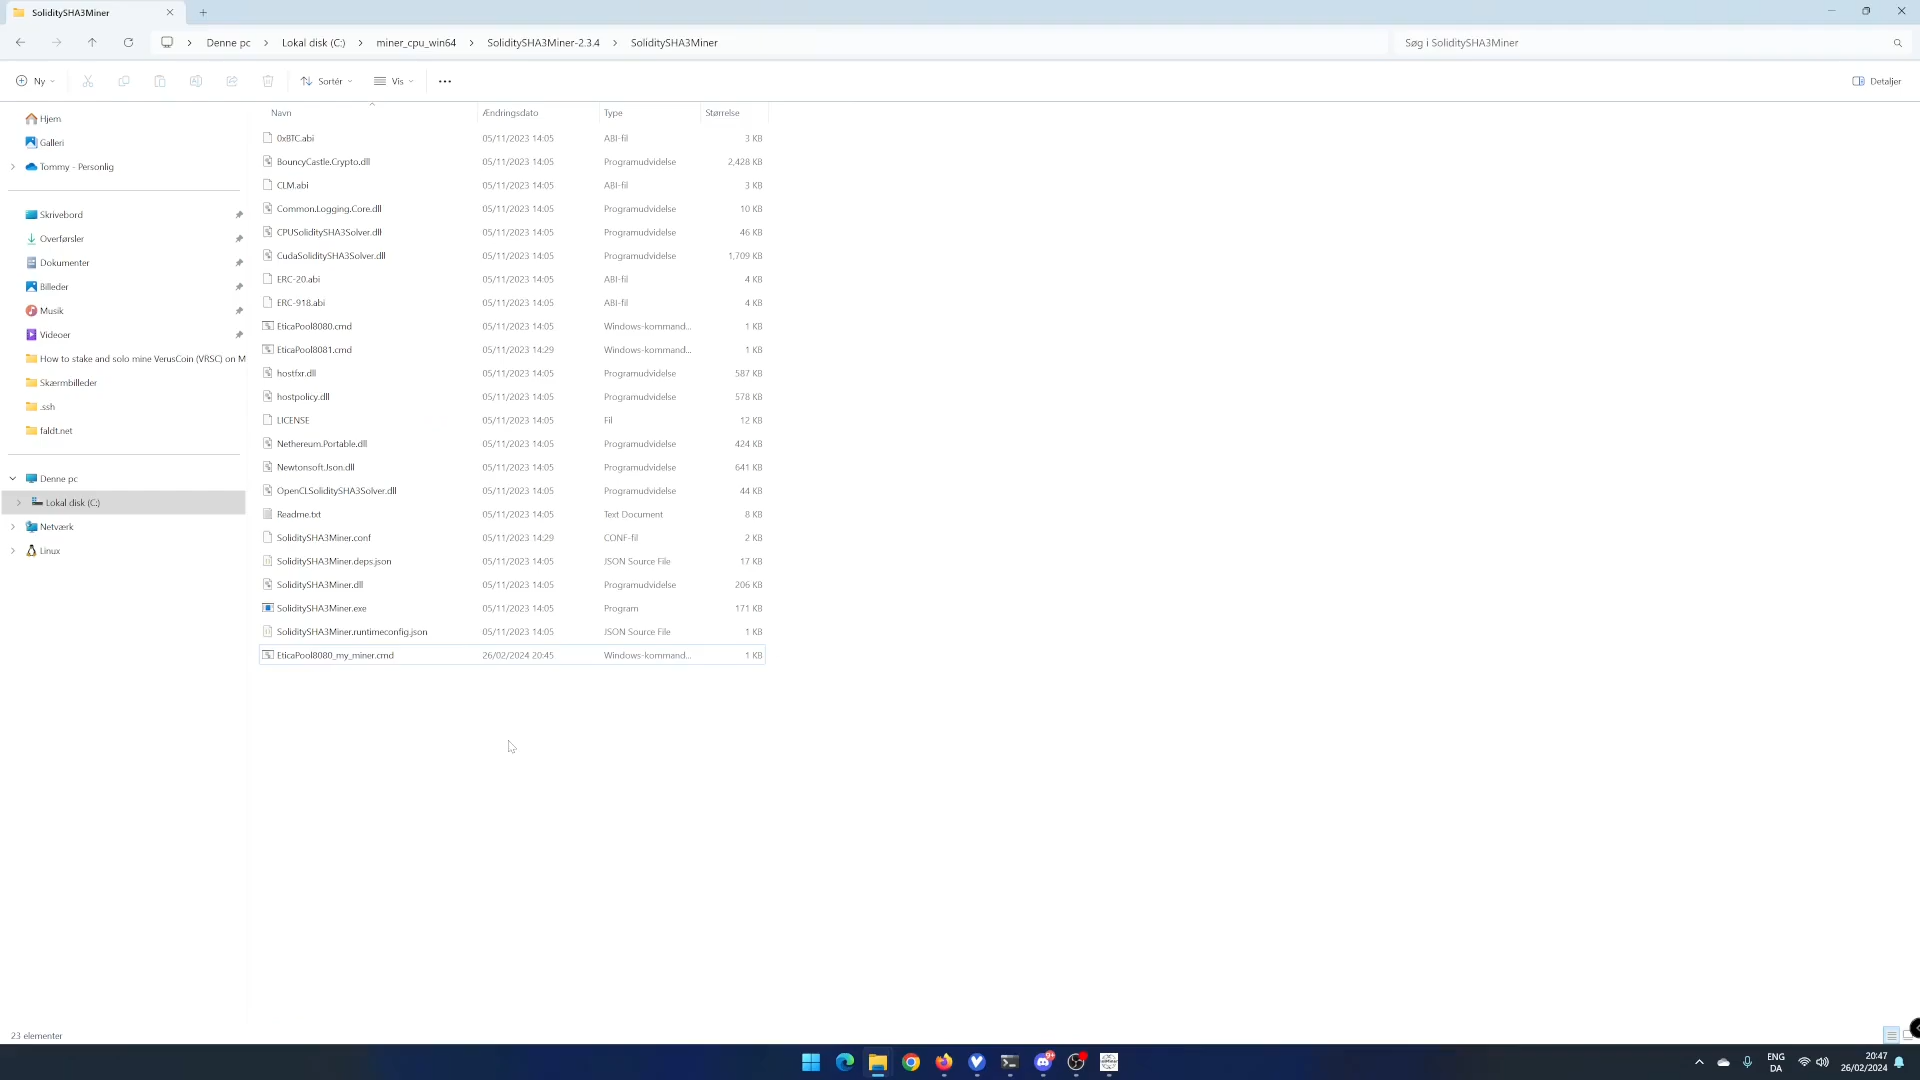 SoliditySHA3Miner
Denne pc
Lokal disk (C:)
miner_cpu_win64
SoliditySHA3Miner-2.3.4
SoliditySHA3Miner
Søg i SoliditySHA3Miner
Ny
Sortér
Vis
Detaljer
Hjem
Galleri
Tommy - Personlig
Skrivebord
Overførsler
Dokumenter
Billeder
Musik
Videoer
How to stake and solo mine VerusCoin (VRSC) on M
Skærmbilleder
.ssh
faldt.net
Denne pc
Lokal disk (C:)
Netværk
Linux
Navn Ændringsdato Type Størrelse
0xBTC.abi 05/11/2023 14:05 ABI-fil 3 KB
BouncyCastle.Crypto.dll 05/11/2023 14:05 Programudvidelse 2,428 KB
CLM.abi 05/11/2023 14:05 ABI-fil 3 KB
Common.Logging.Core.dll 05/11/2023 14:05 Programudvidelse 10 KB
CPUSoliditySHA3Solver.dll 05/11/2023 14:05 Programudvidelse 46 KB
CudaSoliditySHA3Solver.dll 05/11/2023 14:05 Programudvidelse 1,709 KB
ERC-20.abi 05/11/2023 14:05 ABI-fil 4 KB
ERC-918.abi 05/11/2023 14:05 ABI-fil 4 KB
EticaPool8080.cmd 05/11/2023 14:05 Windows-kommand... 1 KB
EticaPool8081.cmd 05/11/2023 14:29 Windows-kommand... 1 KB
hostfxr.dll 05/11/2023 14:05 Programudvidelse 587 KB
hostpolicy.dll 05/11/2023 14:05 Programudvidelse 578 KB
LICENSE 05/11/2023 14:05 Fil 12 KB
Nethereum.Portable.dll 05/11/2023 14:05 Programudvidelse 424 KB
Newtonsoft.Json.dll 05/11/2023 14:05 Programudvidelse 641 KB
OpenCLSoliditySHA3Solver.dll 05/11/2023 14:05 Programudvidelse 44 KB
Readme.txt 05/11/2023 14:05 Text Document 8 KB
SoliditySHA3Miner.conf 05/11/2023 14:29 CONF-fil 2 KB
SoliditySHA3Miner.deps.json 05/11/2023 14:05 JSON Source File 17 KB
SoliditySHA3Miner.dll 05/11/2023 14:05 Programudvidelse 206 KB
SoliditySHA3Miner.exe 05/11/2023 14:05 Program 171 KB
SoliditySHA3Miner.runtimeconfig.json 05/11/2023 14:05 JSON Source File 1 KB
EticaPool8080_my_miner.cmd 26/02/2024 20:45 Windows-kommand... 1 KB
23 elementer
ENG
DA
20:47
26/02/2024